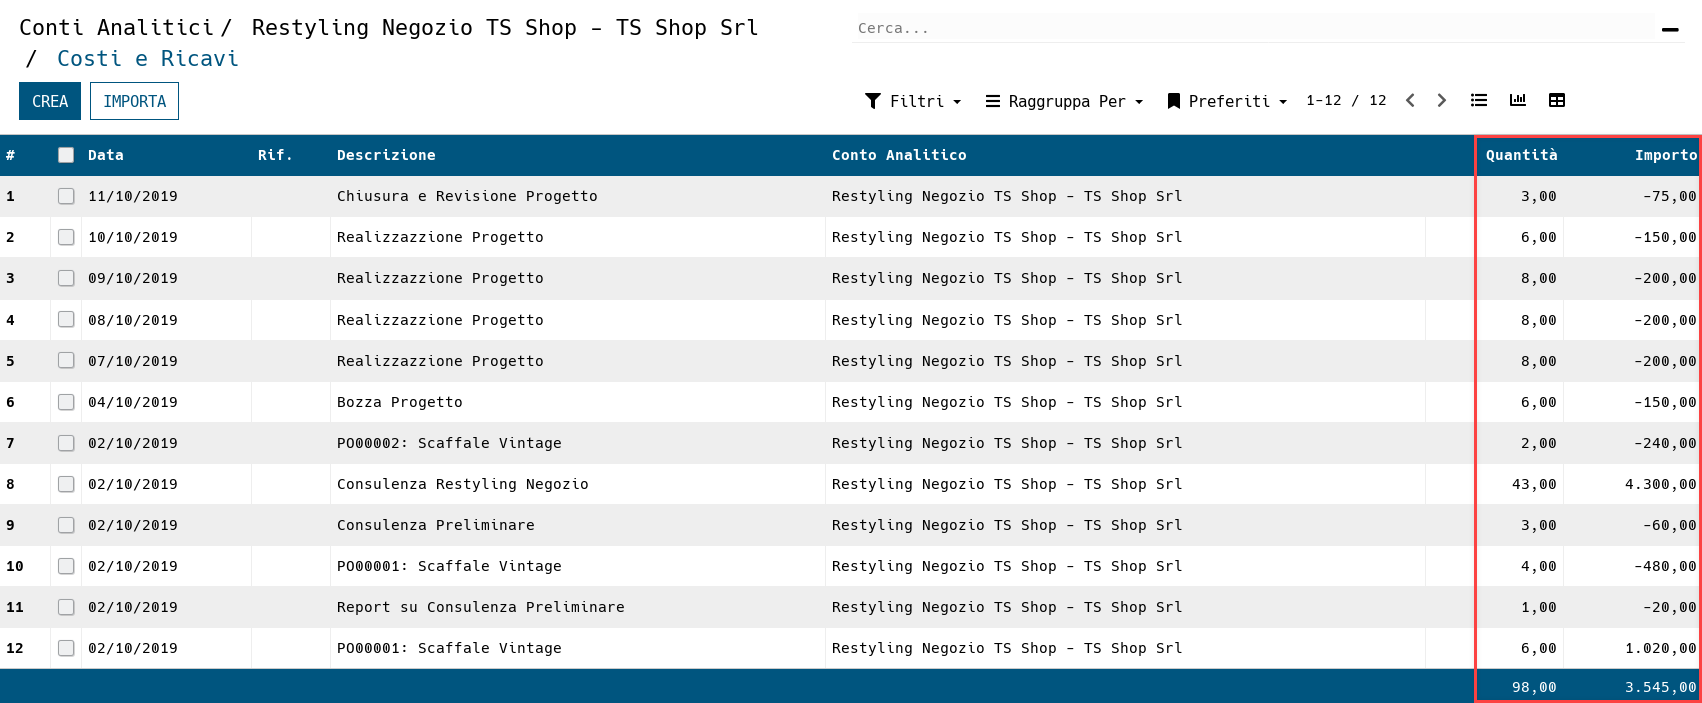 Conti Analitici / Restyling Negozio TS Shop - TS Shop Srl
/ Costi e Ricavi
Cerca...
CREA IMPORTA
Filtri Raggruppa Per Preferiti 1-12 / 12
# Data Rif. Descrizione Conto Analitico Quantità Importo
1 11/10/2019 Chiusura e Revisione Progetto Restyling Negozio TS Shop - TS Shop Srl 3,00 -75,00
2 10/10/2019 Realizzazzione Progetto Restyling Negozio TS Shop - TS Shop Srl 6,00 -150,00
3 09/10/2019 Realizzazzione Progetto Restyling Negozio TS Shop - TS Shop Srl 8,00 -200,00
4 08/10/2019 Realizzazzione Progetto Restyling Negozio TS Shop - TS Shop Srl 8,00 -200,00
5 07/10/2019 Realizzazzione Progetto Restyling Negozio TS Shop - TS Shop Srl 8,00 -200,00
6 04/10/2019 Bozza Progetto Restyling Negozio TS Shop - TS Shop Srl 6,00 -150,00
7 02/10/2019 PO00002: Scaffale Vintage Restyling Negozio TS Shop - TS Shop Srl 2,00 -240,00
8 02/10/2019 Consulenza Restyling Negozio Restyling Negozio TS Shop - TS Shop Srl 43,00 4.300,00
9 02/10/2019 Consulenza Preliminare Restyling Negozio TS Shop - TS Shop Srl 3,00 -60,00
10 02/10/2019 PO00001: Scaffale Vintage Restyling Negozio TS Shop - TS Shop Srl 4,00 -480,00
11 02/10/2019 Report su Consulenza Preliminare Restyling Negozio TS Shop - TS Shop Srl 1,00 -20,00
12 02/10/2019 PO00001: Scaffale Vintage Restyling Negozio TS Shop - TS Shop Srl 6,00 1.020,00
98,00 3.545,00